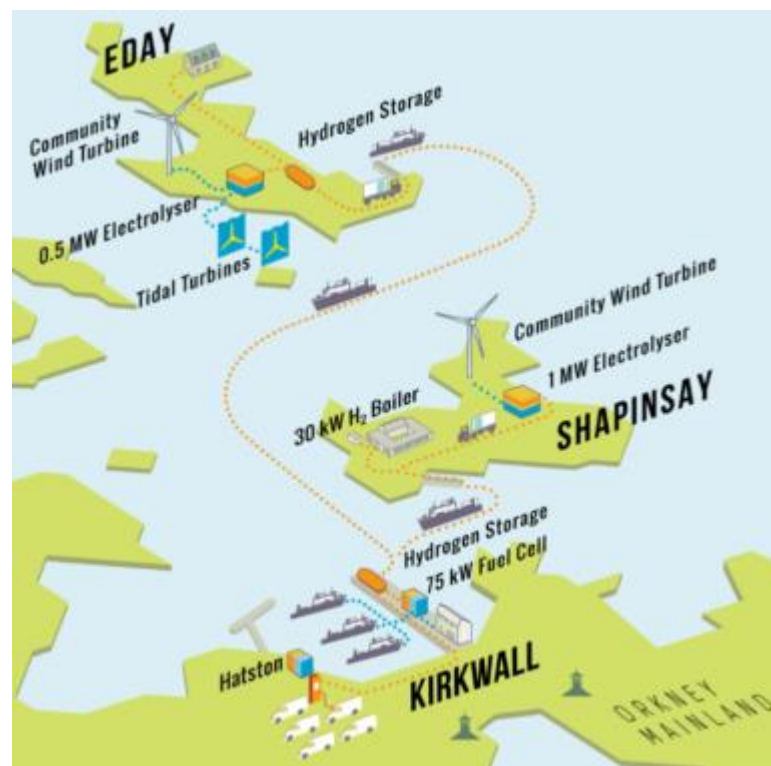 EDAY
Community
Wind Turbine
Hydrogen Storage
0.5 MW Electrolyser
Tidal Turbines
Community Wind Turbine
1 MW Electrolyser
30 kW H₂ Boiler
SHAPINSAY
Hydrogen Storage
75 kW Fuel Cell
Hatston
KIRKWALL
ORKNEY
MAINLAND